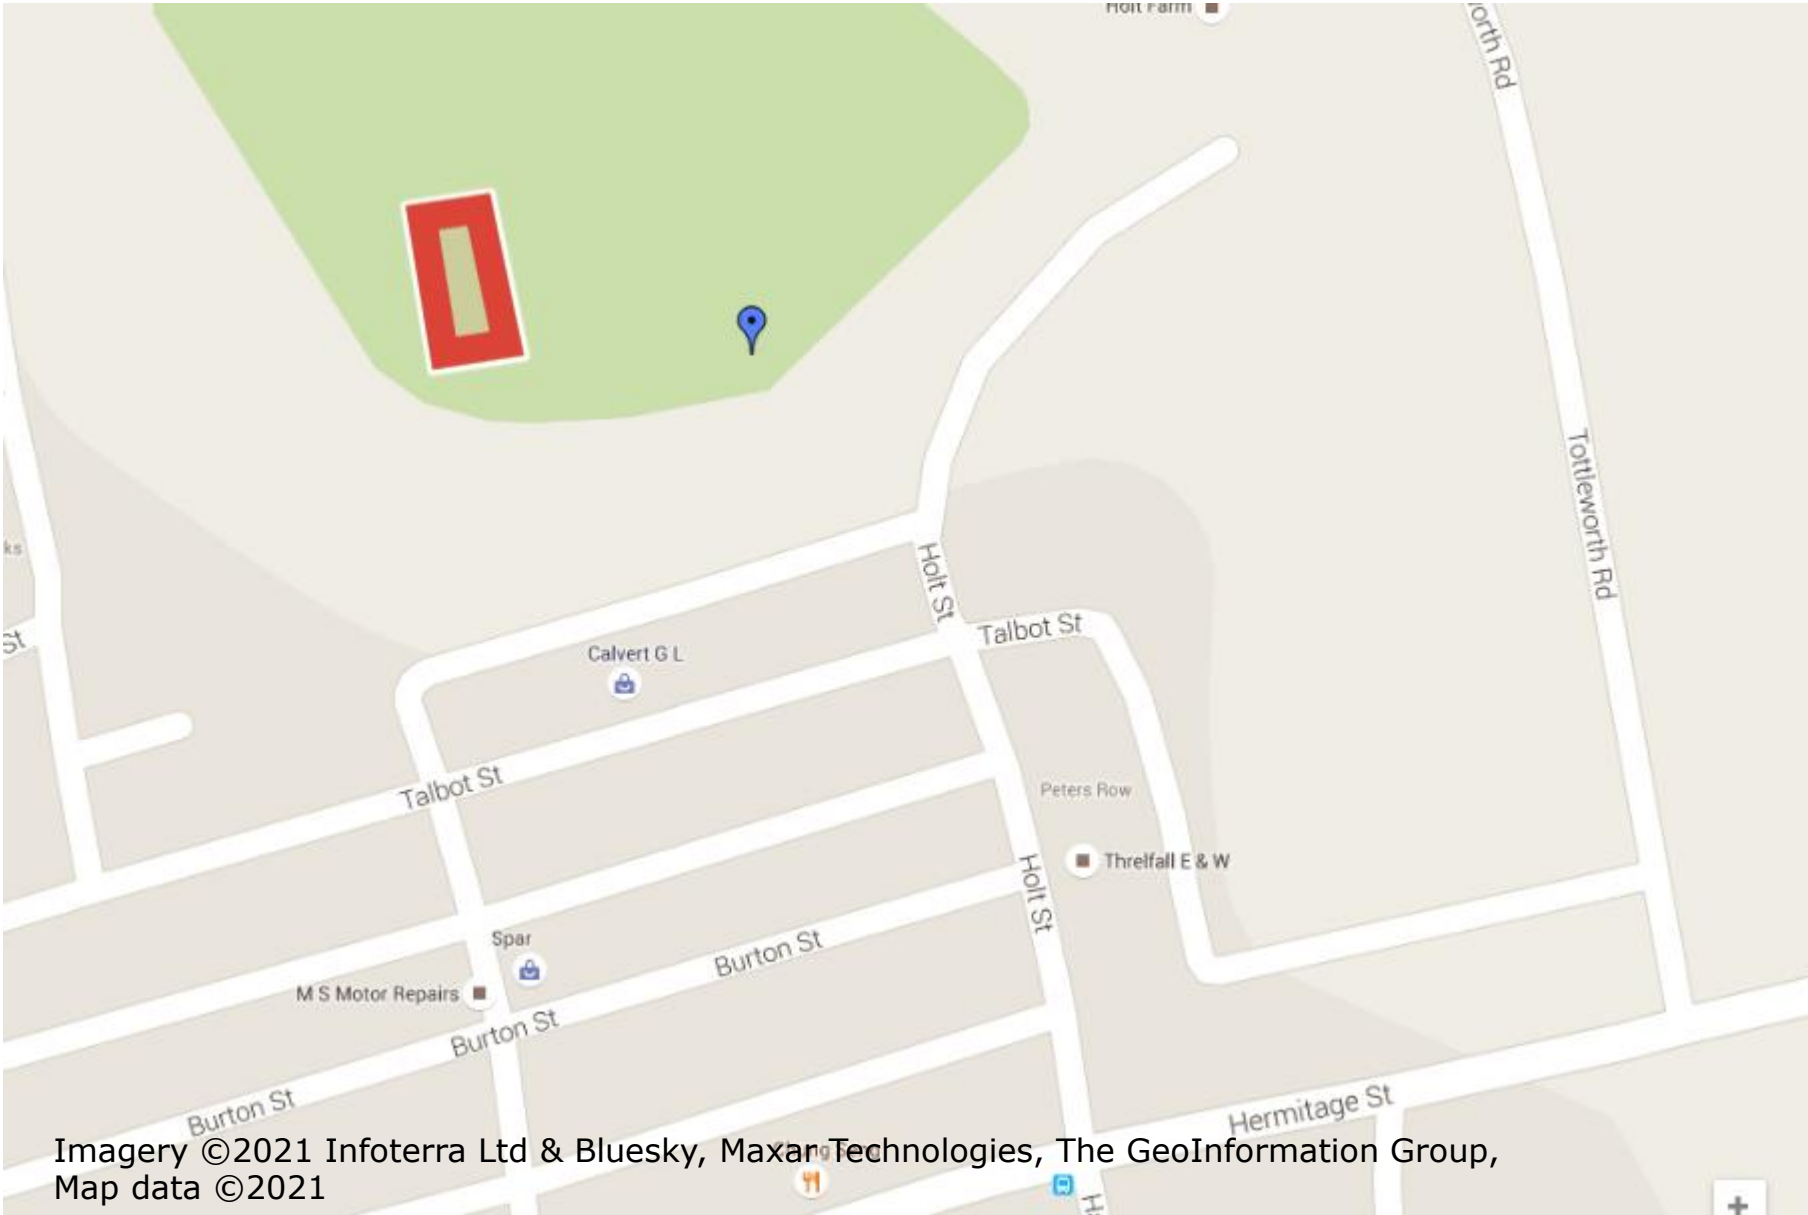 Holt Farm
orth Rd
Tottleworth Rd
ks
Holt St
St
Talbot St
Calvert G L
Talbot St
Peters Row
Threlfall E & W
Holt St
Spar
Burton St
M S Motor Repairs
Burton St
Burton St
Hermitage St
Imagery ©2021 Infoterra Ltd & Bluesky, Maxar Technologies, The GeoInformation Group,
Map data ©2021
+